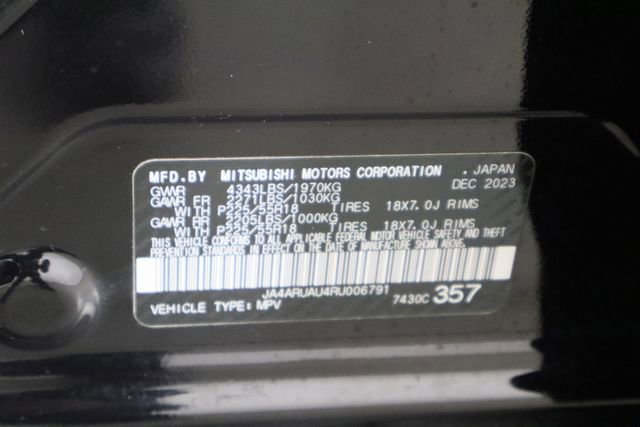 MFD.BY MITSUBISHI MOTORS CORPORATION . JAPAN
GVWR 4343LBS/1970KG DEC 2023
GAWR FR 2271LBS/1030KG
WITH P225/55R18 TIRES 18X7.0J RIMS
GAWR RR 2205LBS/1000KG
WITH P225/55R18 TIRES 18X7.0J RIMS
THIS VEHICLE CONFORMS TO ALL APPLICABLE FEDERAL MOTOR VEHICLE SAFETY AND THEFT
PREVENTION STANDARDS IN EFFECT ON THE DATE OF MANUFACTURE SHOWN ABOVE.
JA4ARUAU4RU006791
VEHICLE TYPE: MPV 7430C 357